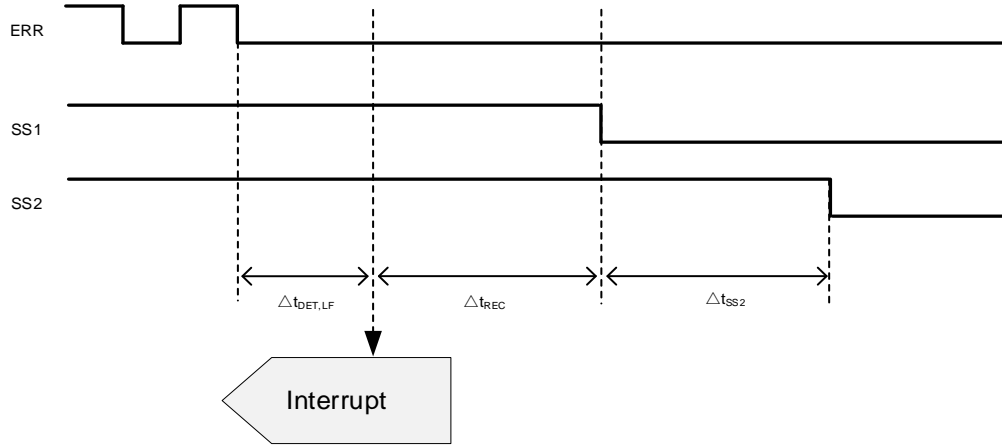 ERR
SS1
SS2
△tDET,LF
△tREC
△tSS2
Interrupt